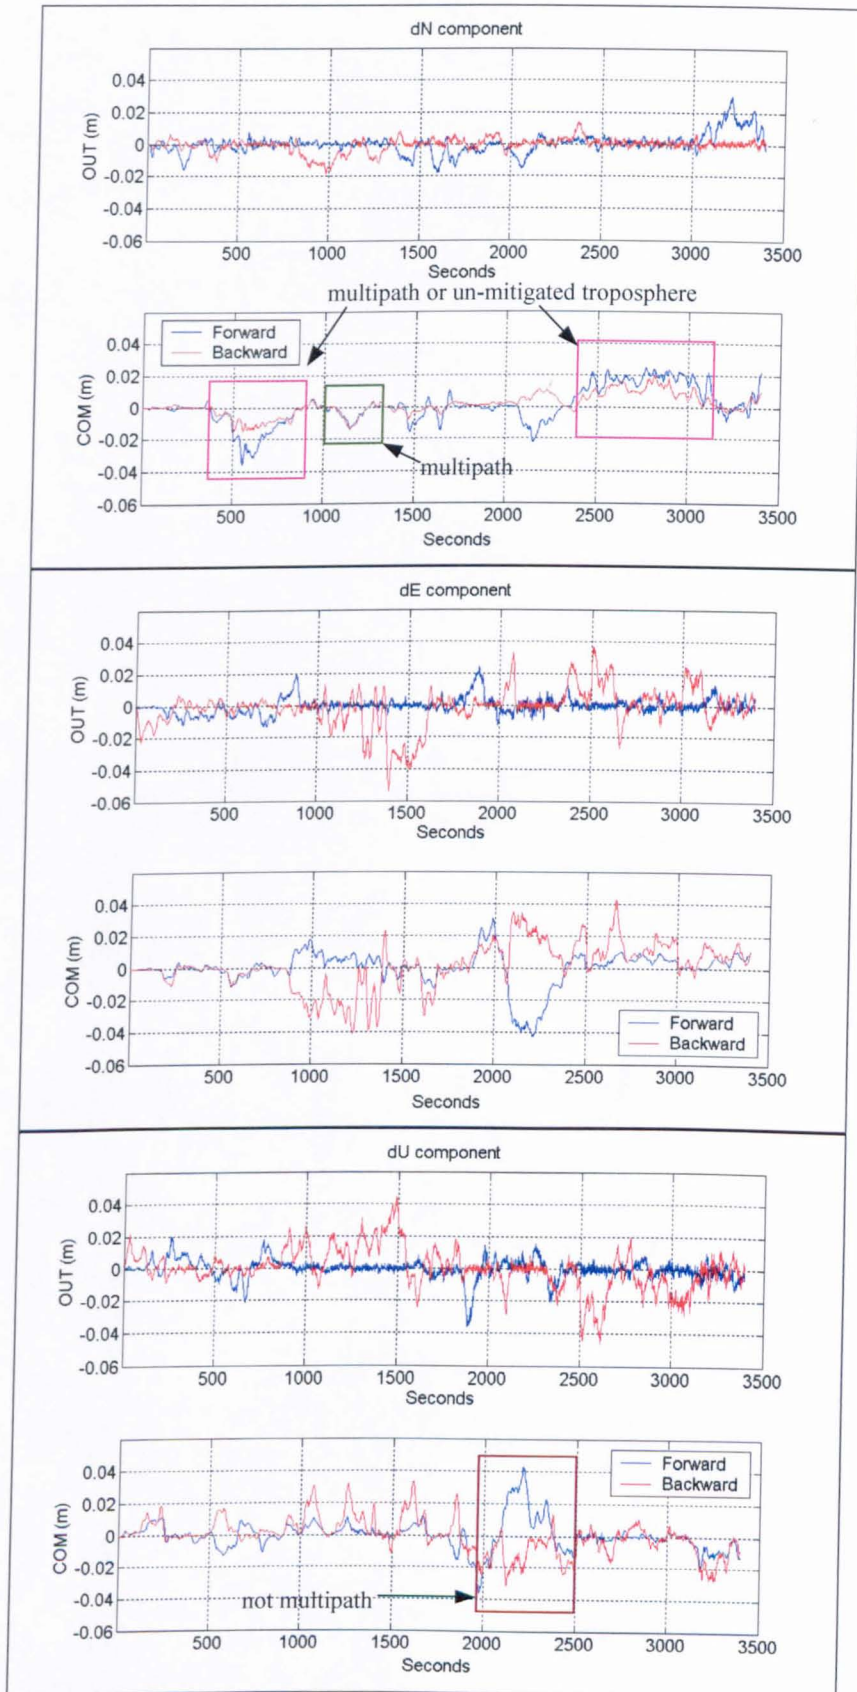 dN component
OUT (m)
0.04
0.02
0
-0.02
-0.04
-0.06
500 1000 1500 2000 2500 3000 3500
Seconds
multipath or un-mitigated troposphere
COM (m)
0.04
0.02
0
-0.02
-0.04
-0.06
Forward
Backward
multipath
500 1000 1500 2000 2500 3000 3500
Seconds
dE component
OUT (m)
0.04
0.02
0
-0.02
-0.04
-0.06
500 1000 1500 2000 2500 3000 3500
Seconds
COM (m)
0.04
0.02
0
-0.02
-0.04
-0.06
Forward
Backward
500 1000 1500 2000 2500 3000 3500
Seconds
dU component
OUT (m)
0.04
0.02
0
-0.02
-0.04
-0.06
500 1000 1500 2000 2500 3000 3500
Seconds
COM (m)
0.04
0.02
0
-0.02
-0.04
-0.06
Forward
Backward
not multipath
500 1000 1500 2000 2500 3000 3500
Seconds